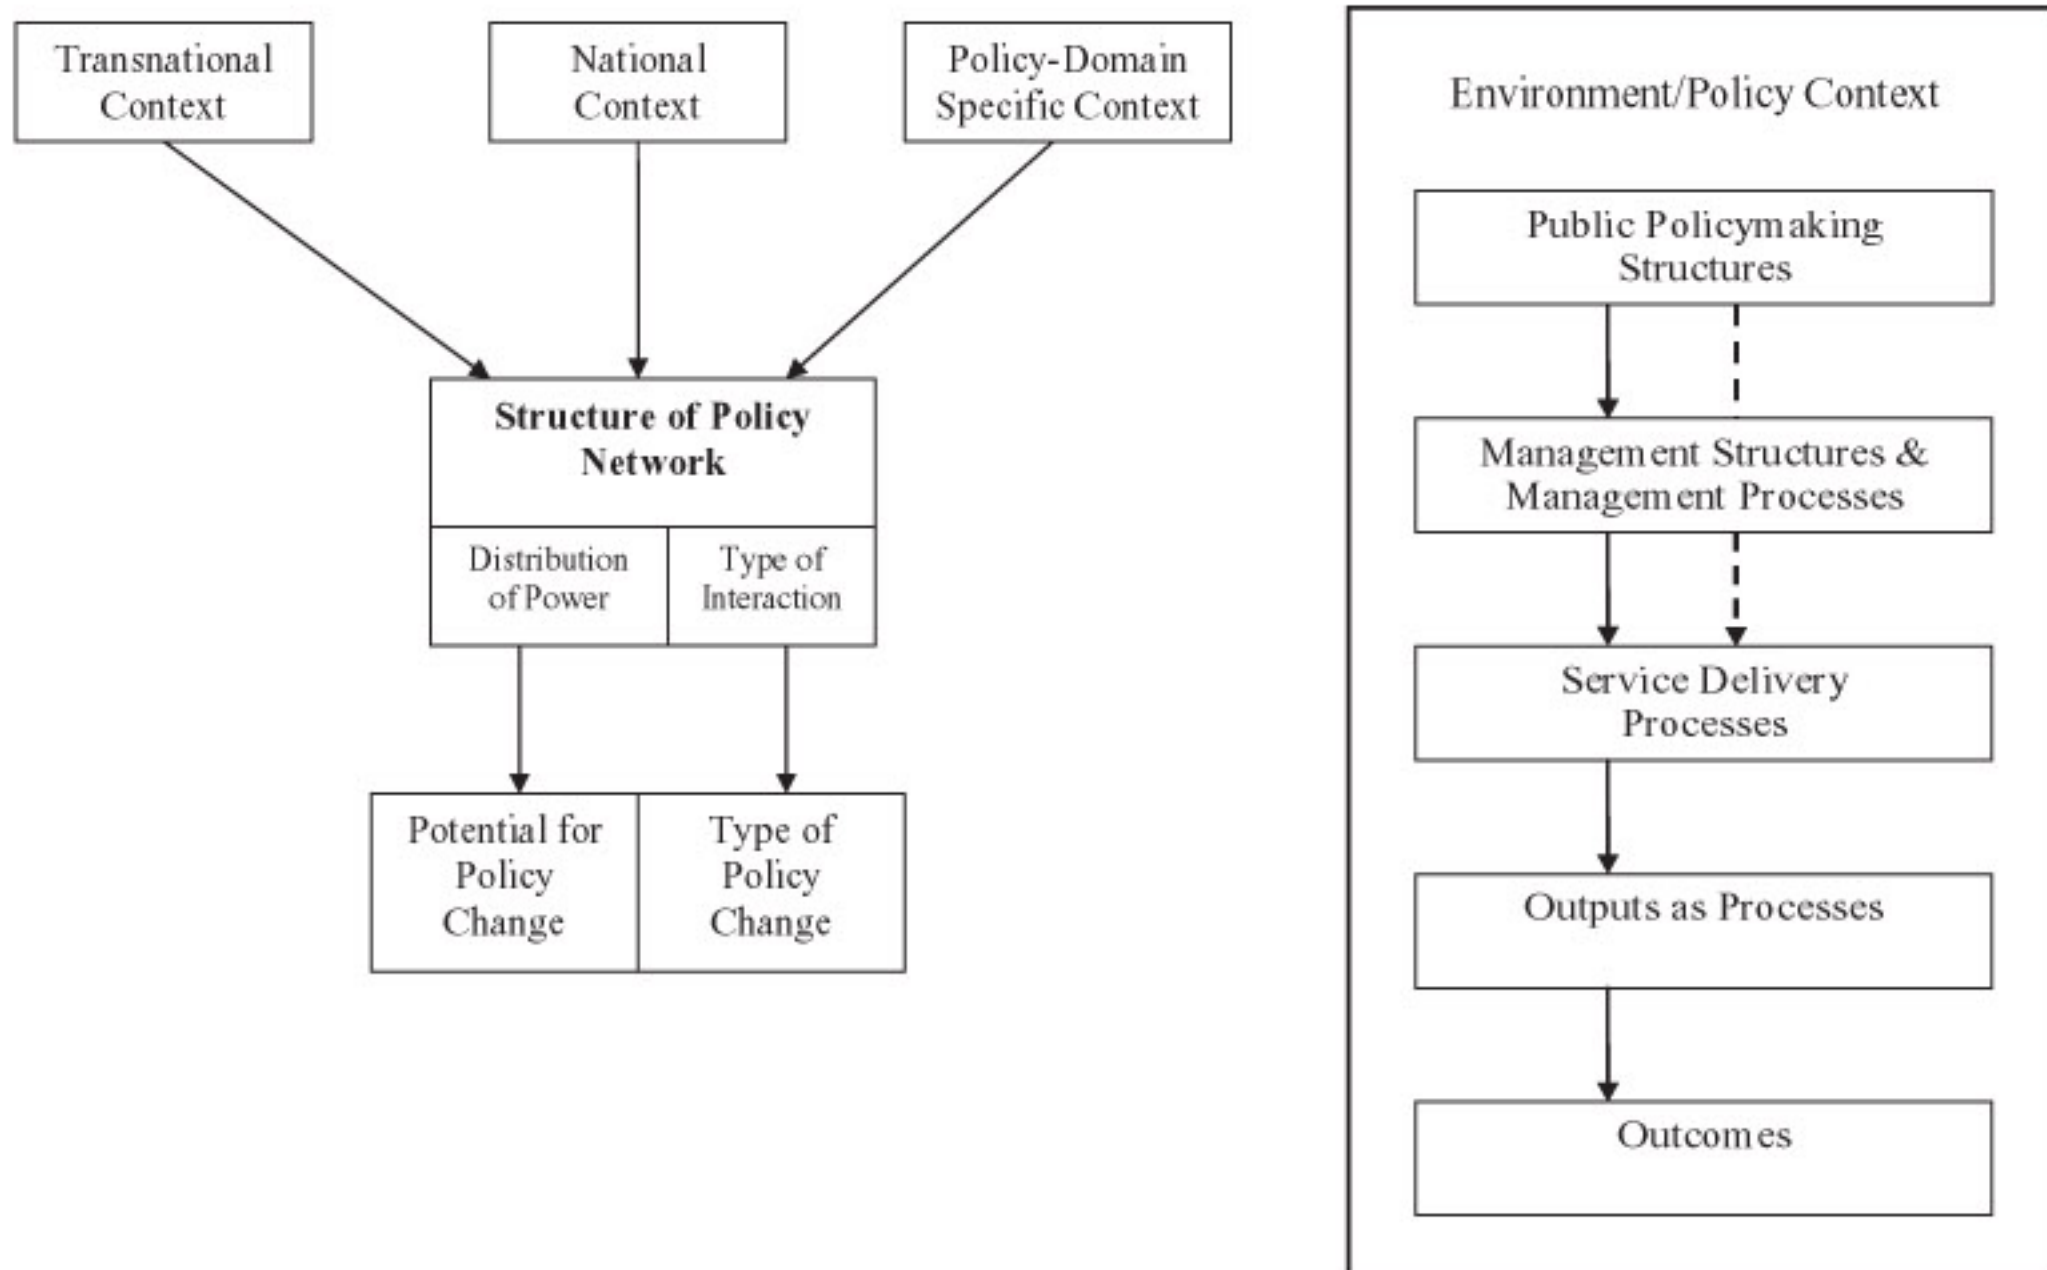 Transnational
Context
National
Context
Policy-Domain
Specific Context
Structure of Policy
Network
Distribution
of Power
Type of
Interaction
Potential for
Policy
Change
Type of
Policy
Change
Environment/Policy Context
Public Policymaking
Structures
Management Structures &
Management Processes
Service Delivery
Processes
Outputs as Processes
Outcomes